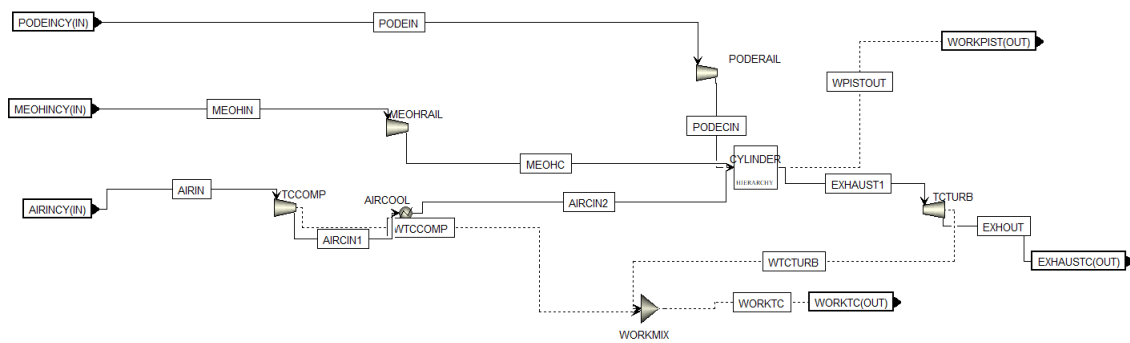 PODEINCY(IN)
PODEIN
WORKPIST(OUT)
PODERAIL
WPISTOUT
MEOHINCY(IN)
MEOHIN
MEOHRAIL
PODECIN
MEOHC
CYLINDER
HIERARCHY
EXHAUST1
AIRINCY(IN)
AIRIN
TCCOMP
AIRCOOL
AIRCIN2
TCTURB
AIRCIN1
WTCCOMP
EXHOUT
WTCTURB
EXHAUSTC(OUT)
WORKTC
WORKTC(OUT)
WORKMIX